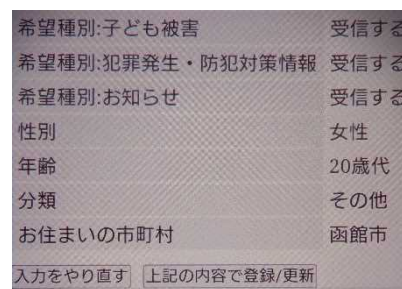 希望種別:子ども被害 受信する
希望種別:犯罪発生・防犯対策情報 受信する
希望種別:お知らせ 受信する
性別 女性
年齢 20歳代
分類 その他
お住まいの市町村 函館市
入力をやり直す 上記の内容で登録/更新